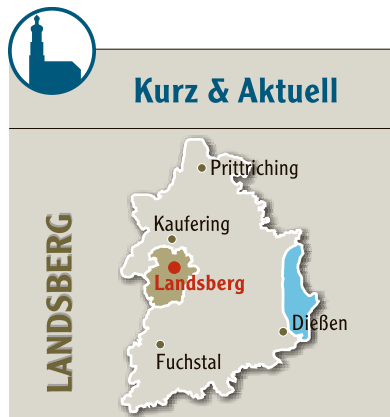 Kurz & Aktuell
LANDSBERG
Prittriching
Kaufering
Landsberg
Dießen
Fuchstal